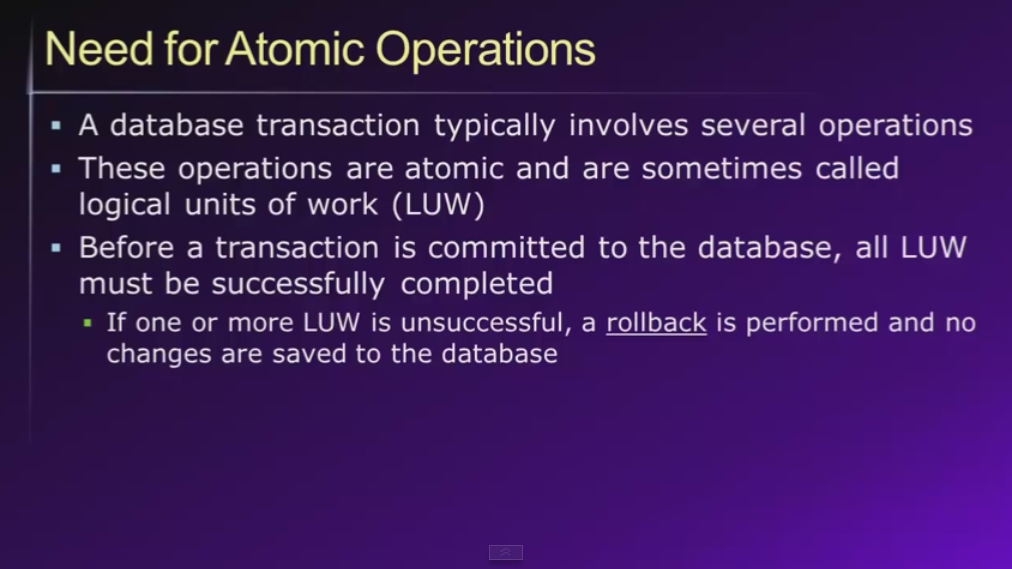 Need for Atomic Operations
A database transaction typically involves several operations
These operations are atomic and are sometimes called
logical units of work (LUW)
Before a transaction is committed to the database, all LUW
must be successfully completed
If one or more LUW is unsuccessful, a rollback is performed and no
changes are saved to the database